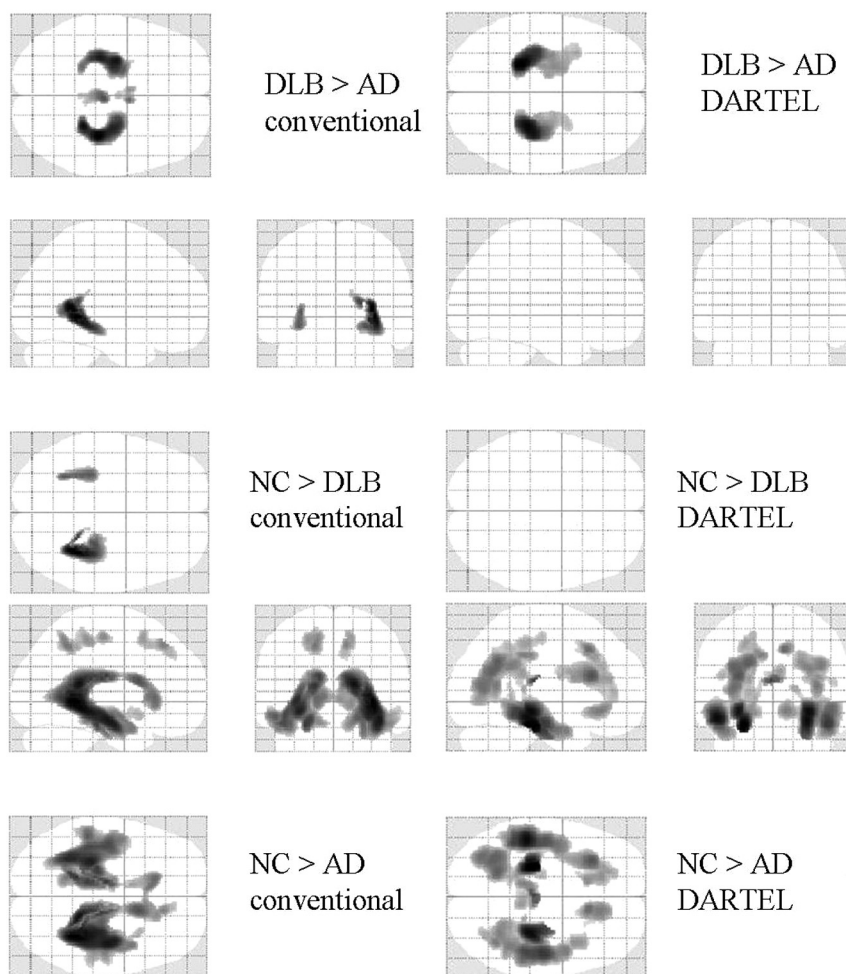 DLB > AD
conventional
DLB > AD
DARTEL
NC > DLB
conventional
NC > DLB
DARTEL
NC > AD
conventional
NC > AD
DARTEL